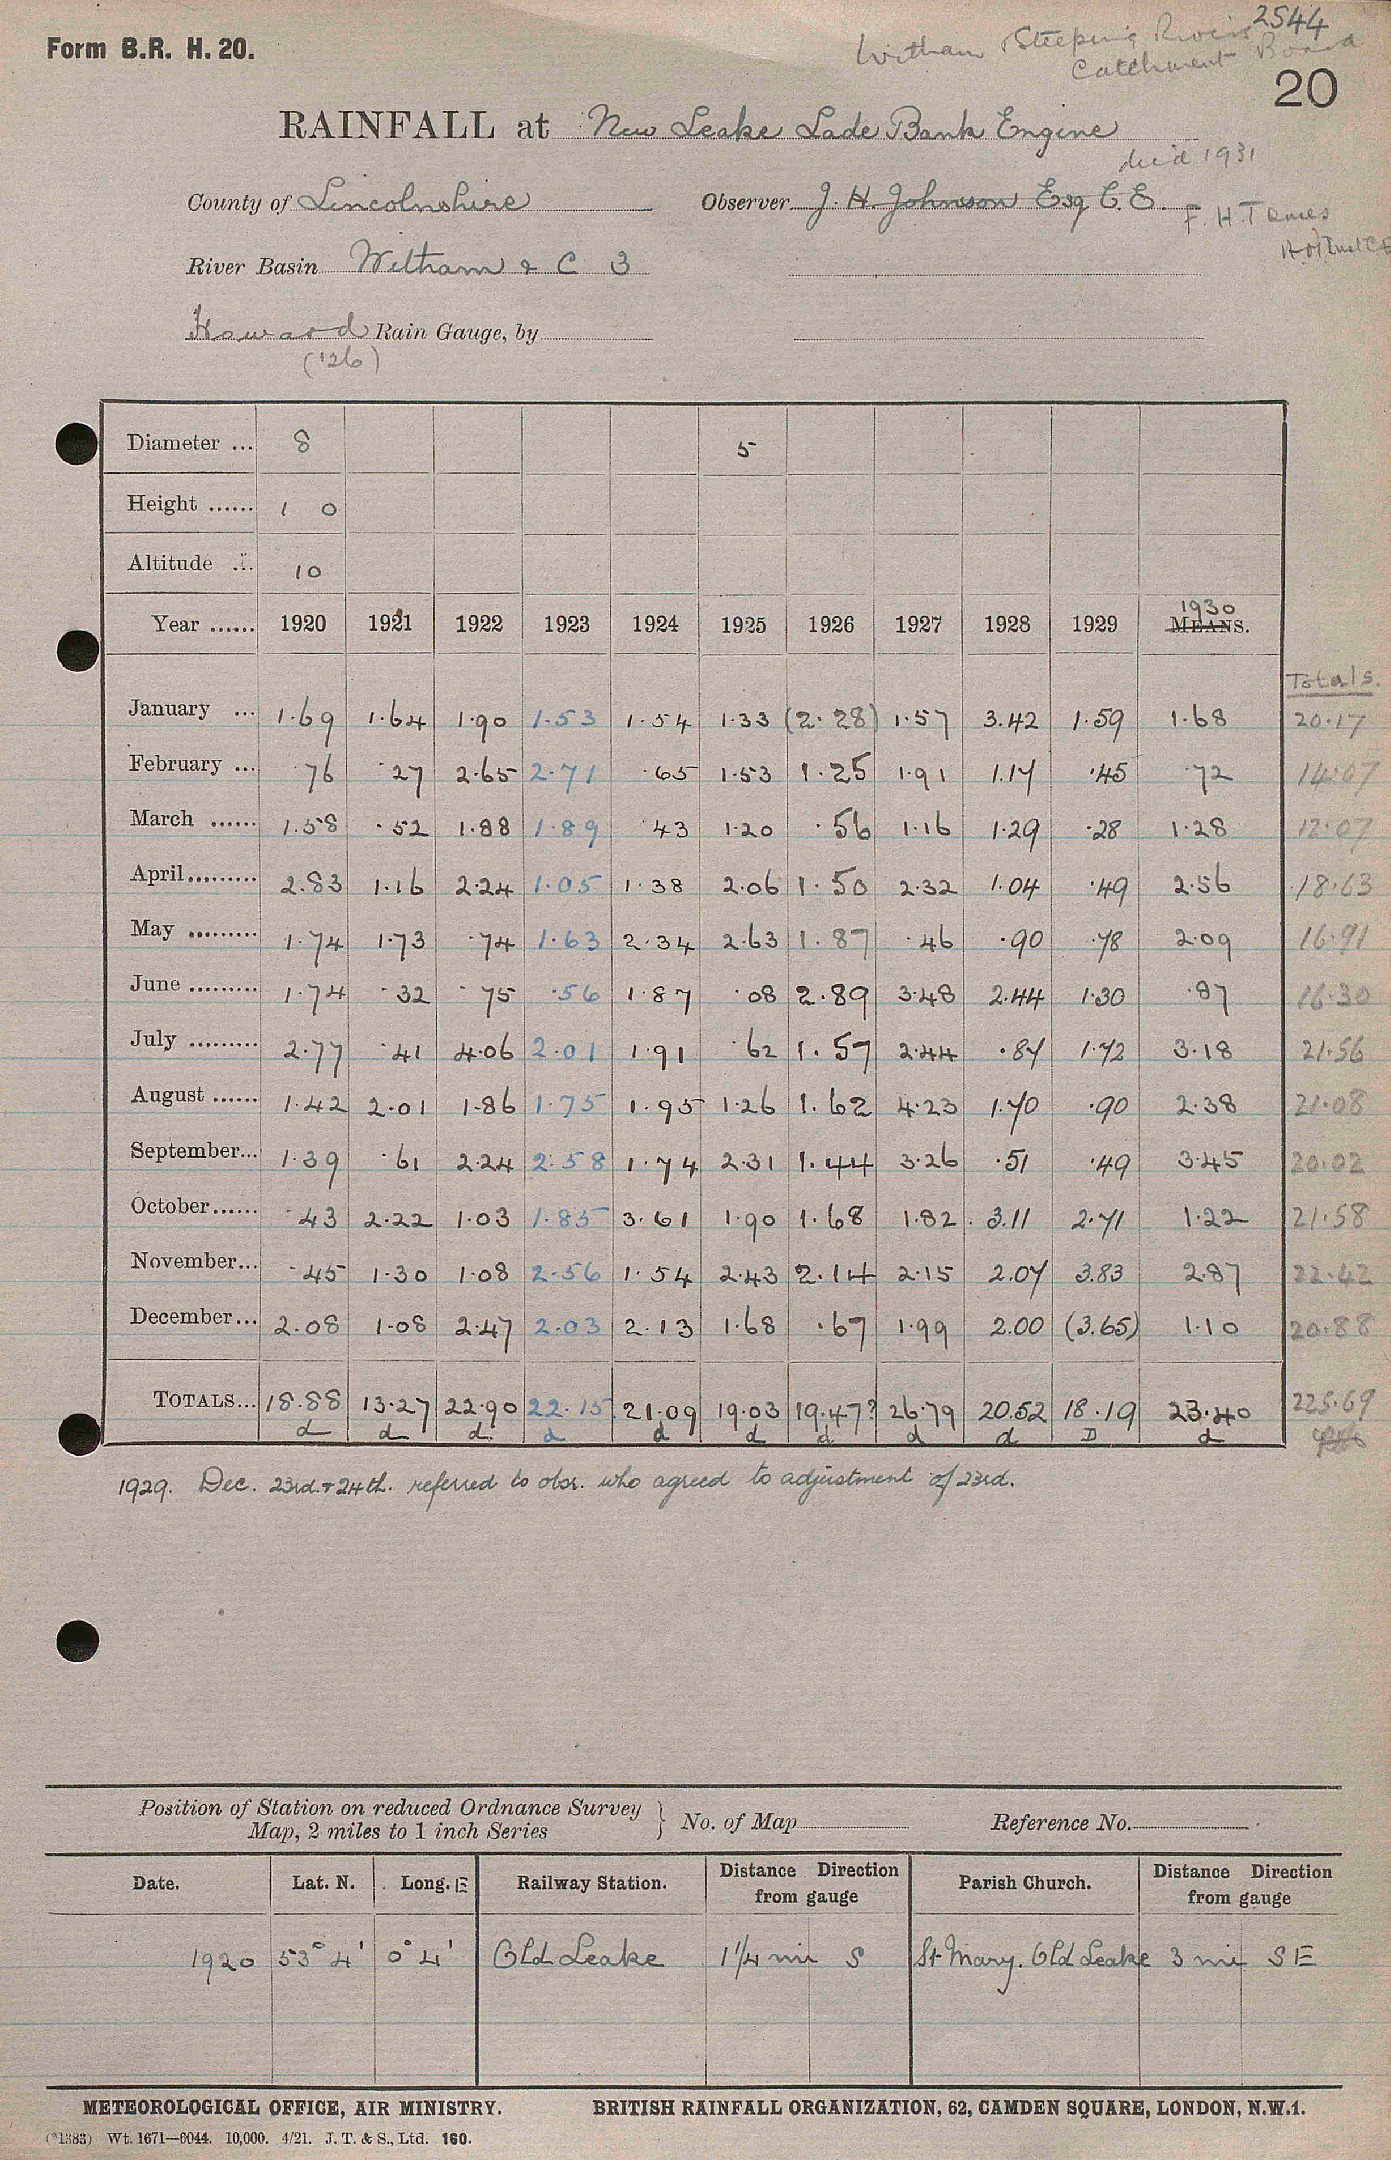 Form B.R. H. 20.
2544
Witham & Steeping Rivers
Catchment Board
20
RAINFALL at New Leake Lade Bank Engine
died 1931
County of Lincolnshire Observer J. H. Johnson Esq C.E. F. H. Tomes
River Basin Witham & C 3
Howard Rain Gauge, by
('26)
Diameter ... 8 5
Height ...... 1 0
Altitude ... 10
Year ...... 1920 1921 1922 1923 1924 1925 1926 1927 1928 1929 1930 MEANS.
Totals.
January ... 1.69 1.64 1.90 1.53 1.54 1.33 (2.28) 1.57 3.42 1.59 1.68 20.17
February ... .76 .27 2.65 2.71 .65 1.53 1.25 1.91 1.17 .45 .72 14.07
March ...... 1.58 .52 1.88 1.89 .43 1.20 .56 1.16 1.29 .28 1.28 12.07
April ......... 2.83 1.16 2.24 1.05 1.38 2.06 1.50 2.32 1.04 .49 2.56 18.63
May ......... 1.74 1.73 .74 1.63 2.34 2.63 1.87 .46 .90 .78 2.09 16.91
June ......... 1.74 .32 .75 .56 1.87 .08 2.89 3.48 2.44 1.30 .87 16.30
July ......... 2.77 .41 4.06 2.01 1.91 .62 1.57 2.44 .87 1.72 3.18 21.56
August ...... 1.42 2.01 1.86 1.75 1.95 1.26 1.62 4.23 1.70 .90 2.38 21.08
September... 1.39 .61 2.24 2.58 1.74 2.31 1.44 3.26 .51 .49 3.45 20.02
October...... .43 2.22 1.03 1.85 3.61 1.90 1.68 1.82 3.11 2.71 1.22 21.58
November... .45 1.30 1.08 2.56 1.54 2.43 2.14 2.15 2.07 3.83 2.87 22.42
December... 2.08 1.08 2.47 2.03 2.13 1.68 .67 1.99 2.00 (3.65) 1.10 20.88
TOTALS... 18.88 13.27 22.90 22.15 21.09 19.03 19.47? 26.79 20.52 18.19 23.40 225.69
d d d d d d d d d D d
1929. Dec. 23rd. + 24th. referred to obsr. who agreed to adjustment of 23rd.
Position of Station on reduced Ordnance Survey Map, 2 miles to 1 inch Series } No. of Map Reference No.
Date. Lat. N. Long. E Railway Station. Distance Direction from gauge Parish Church. Distance Direction from gauge
1920 53° 4' 0° 4' Old Leake 1 1/4 mi S St Mary. Old Leake 3 mi SE
METEOROLOGICAL OFFICE, AIR MINISTRY. BRITISH RAINFALL ORGANIZATION, 62, CAMDEN SQUARE, LONDON, N.W.1.
(*1383) Wt. 1671—6044. 10,000. 4/21. J. T. & S., Ltd. 160.